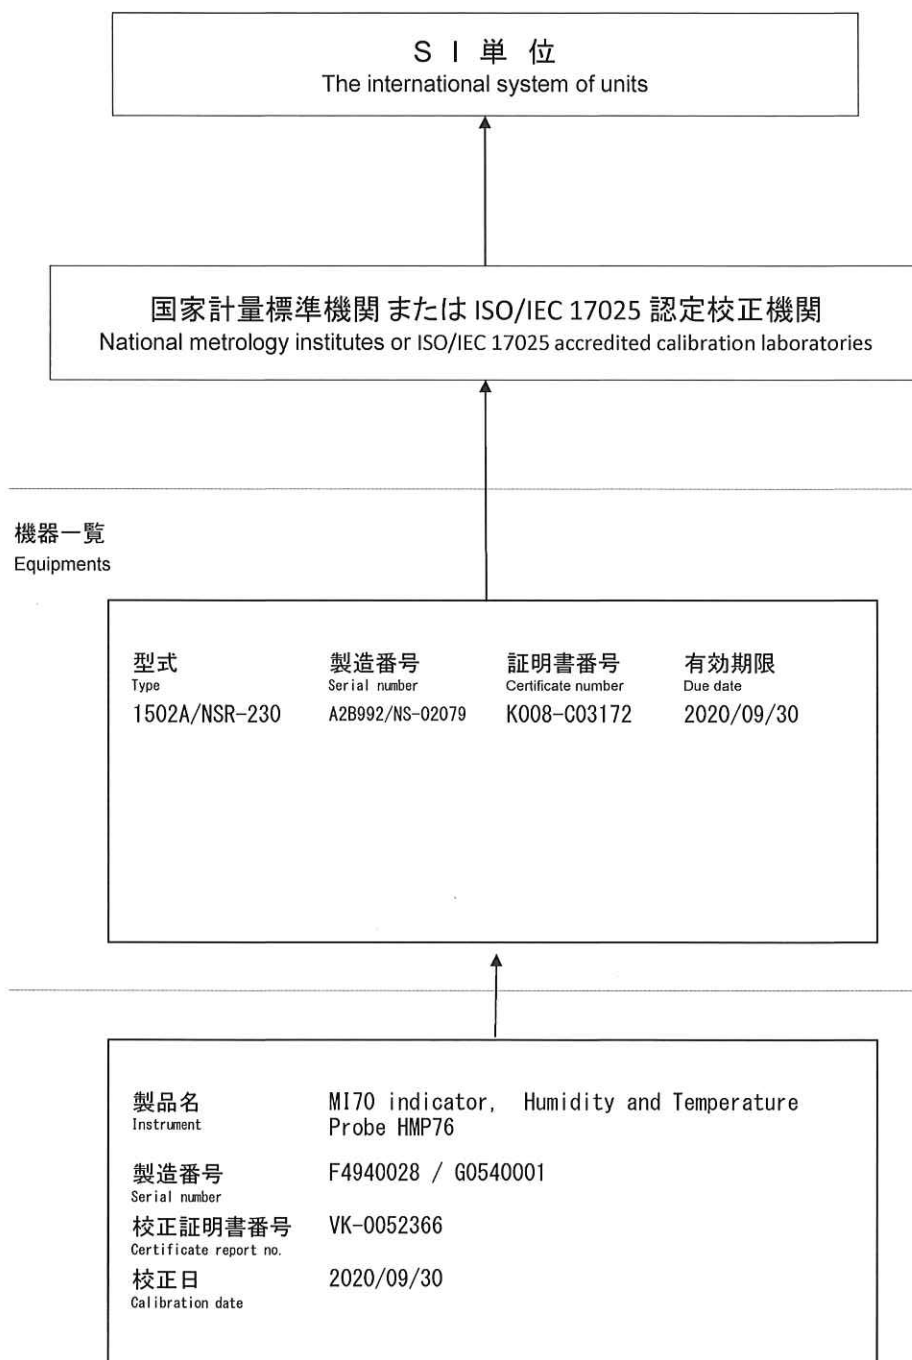 SI単位
The international system of units
国家計量標準機関 または ISO/IEC 17025 認定校正機関
National metrology institutes or ISO/IEC 17025 accredited calibration laboratories
機器一覧
Equipments
型式 製造番号 証明書番号 有効期限
Type Serial number Certificate number Due date
1502A/NSR-230 A2B992/NS-02079 K008-C03172 2020/09/30
製品名 MI70 indicator, Humidity and Temperature
Instrument Probe HMP76
製造番号 F4940028 / G0540001
Serial number
校正証明書番号 VK-0052366
Certificate report no.
校正日 2020/09/30
Calibration date